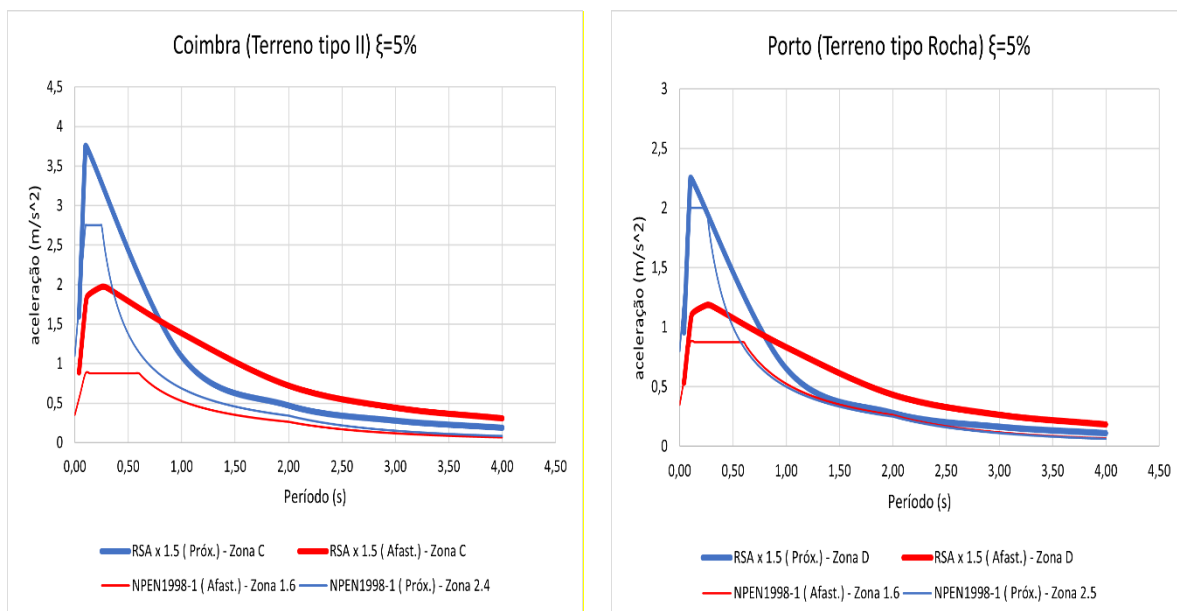 Coimbra (Terreno tipo II) ξ=5%
4,5
4
3,5
3
2,5
2
1,5
1
0,5
0
aceleração (m/s^2)
0,00 0,50 1,00 1,50 2,00 2,50 3,00 3,50 4,00 4,50
Período (s)
RSA x 1.5 ( Próx.) - Zona C
RSA x 1.5 (Afast.) - Zona C
NPEN1998-1 ( Afast.) - Zona 1.6
NPEN1998-1 ( Próx.) - Zona 2.4
Porto (Terreno tipo Rocha) ξ=5%
3
2,5
2
1,5
1
0,5
0
aceleração (m/s^2)
0,00 0,50 1,00 1,50 2,00 2,50 3,00 3,50 4,00 4,50
Período (s)
RSA x 1.5 ( Próx.) - Zona D
RSA x 1.5 (Afast.) - Zona D
NPEN1998-1 ( Afast.) - Zona 1.6
NPEN1998-1 ( Próx.) - Zona 2.5